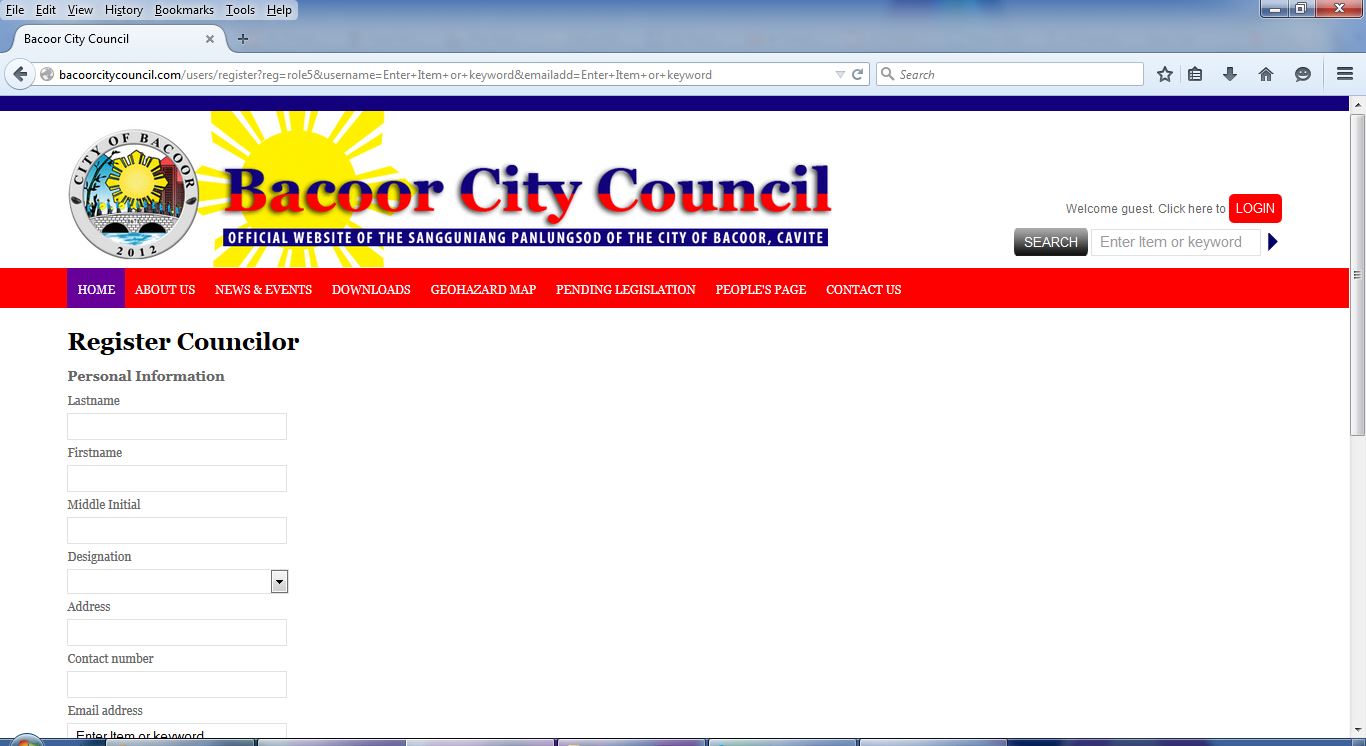 File Edit View History Bookmarks Tools Help
Bacoor City Council
bacoorcitycouncil.com/users/register?reg=role5&username=Enter+Item+or+keyword&emailadd=Enter+Item+or+keyword
Search
CITY OF BACOOR
2012
Bacoor City Council
OFFICIAL WEBSITE OF THE SANGGUNIANG PANLUNGSOD OF THE CITY OF BACOOR, CAVITE
Welcome guest. Click here to LOGIN
SEARCH Enter Item or keyword
HOME ABOUT US NEWS & EVENTS DOWNLOADS GEOHAZARD MAP PENDING LEGISLATION PEOPLE'S PAGE CONTACT US
Register Councilor
Personal Information
Lastname
Firstname
Middle Initial
Designation
Address
Contact number
Email address
Enter Item or keyword